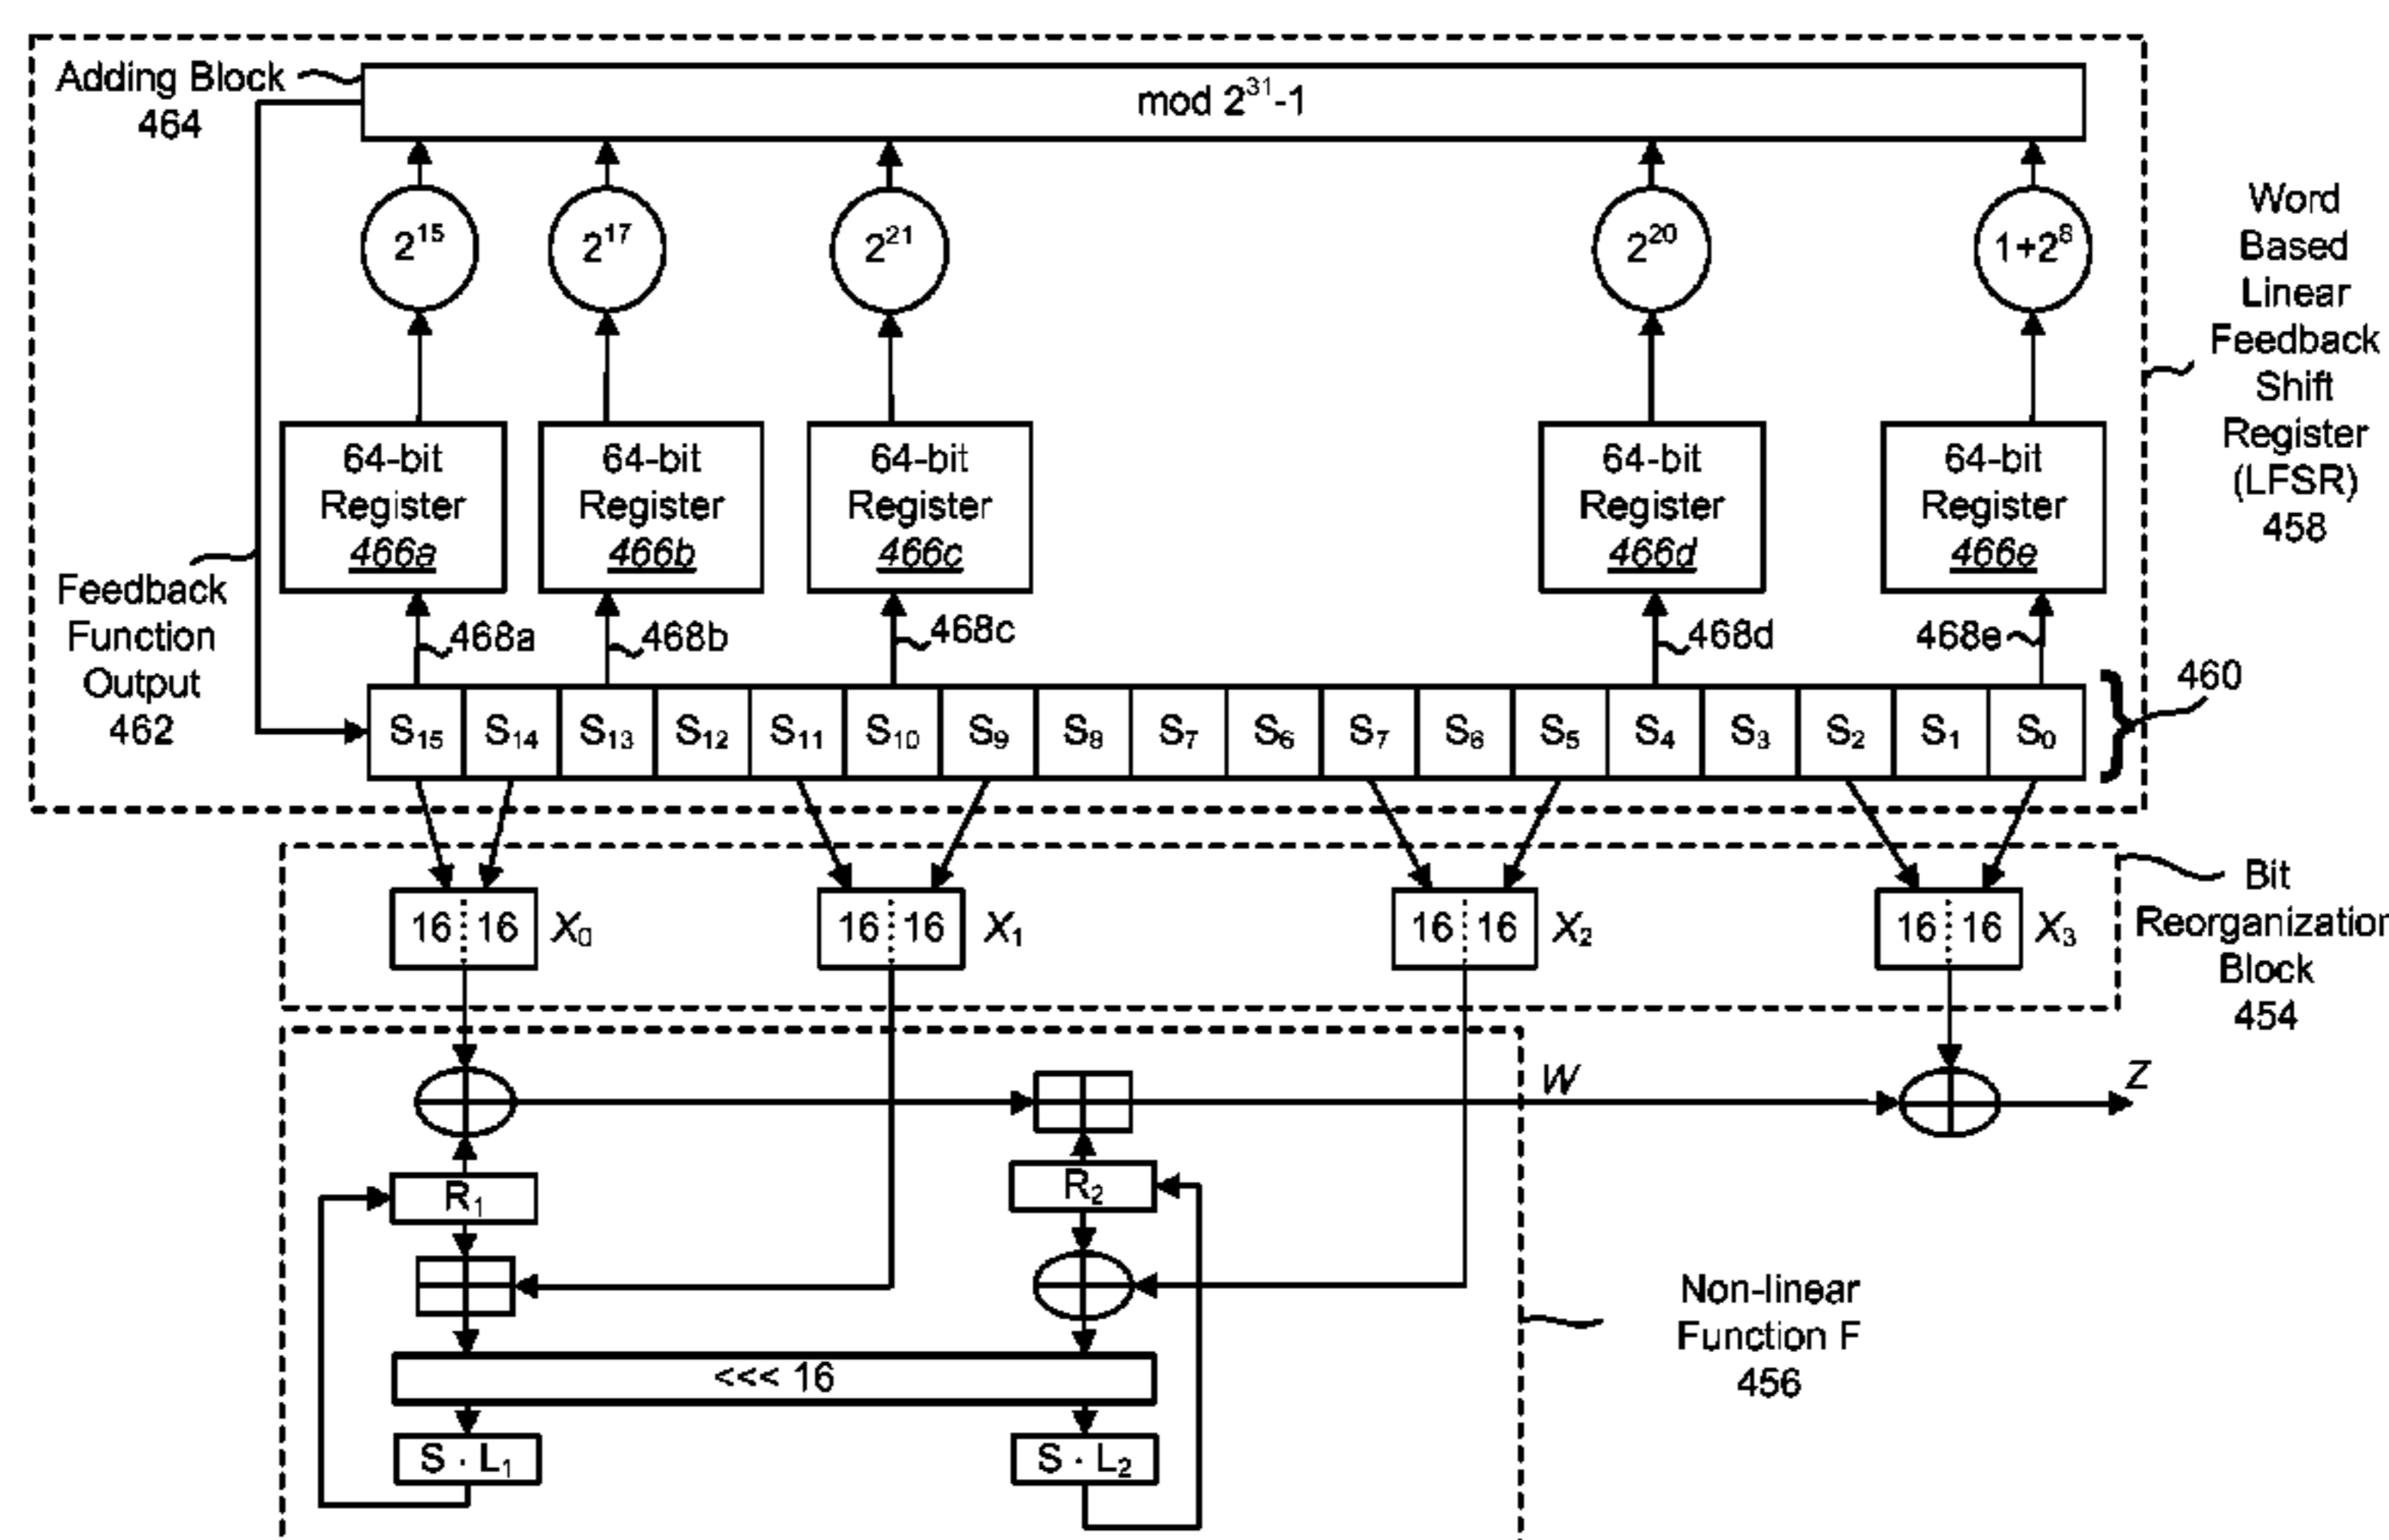 Adding Block
464
mod 2³¹-1
2¹⁵
2¹⁷
2²¹
2²⁰
1+2⁸
Word
Based
Linear
Feedback
Shift
Register
(LFSR)
458
64-bit
Register
466a
64-bit
Register
466b
64-bit
Register
466c
64-bit
Register
466d
64-bit
Register
466e
Feedback
Function
Output
462
468a
468b
468c
468d
468e
460
S₁₅ S₁₄ S₁₃ S₁₂ S₁₁ S₁₀ S₉ S₈ S₇ S₆ S₇ S₆ S₅ S₄ S₃ S₂ S₁ S₀
16 16 X₀
16 16 X₁
16 16 X₂
16 16 X₃
Bit
Reorganization
Block
454
W
Z
R₁
R₂
<<< 16
S · L₁
S · L₂
Non-linear
Function F
456